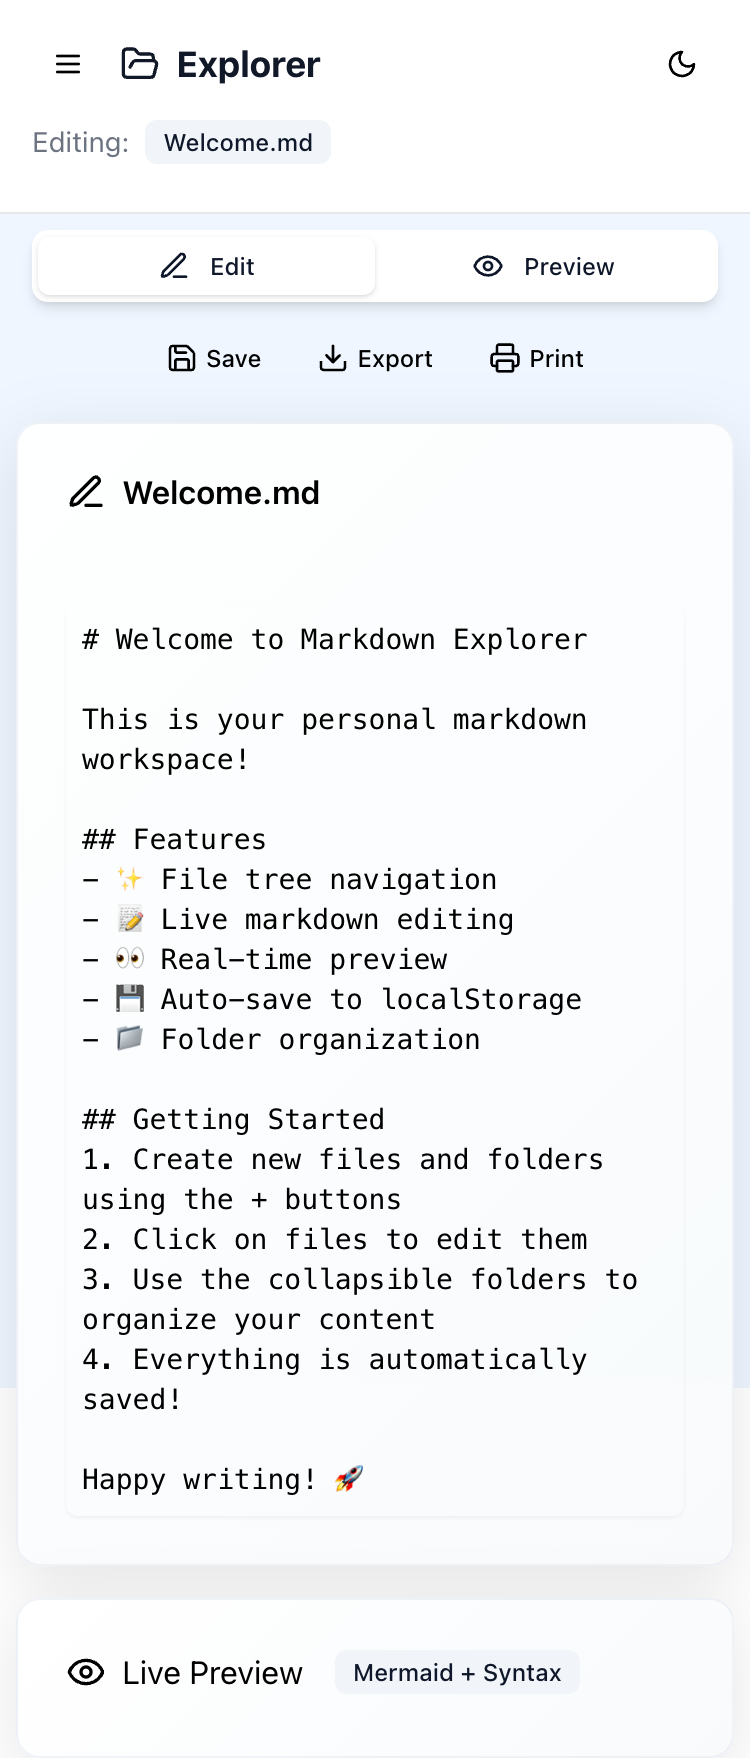 Explorer
Editing: Welcome.md
Edit Preview
Save Export Print
Welcome.md
# Welcome to Markdown Explorer
This is your personal markdown
workspace!
## Features
- ✨ File tree navigation
- 📝 Live markdown editing
- 👀 Real-time preview
- 💾 Auto-save to localStorage
- 📁 Folder organization
## Getting Started
1. Create new files and folders
using the + buttons
2. Click on files to edit them
3. Use the collapsible folders to
organize your content
4. Everything is automatically
saved!
Happy writing! 🚀
Live Preview Mermaid + Syntax